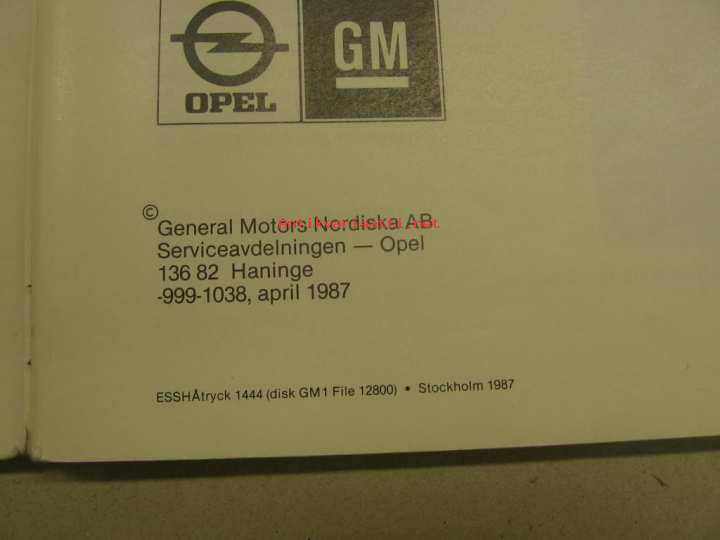 OPEL
GM
©
General Motors Nordiska AB
Serviceavdelningen — Opel
136 82 Haninge
-999-1038, april 1987
ESSHÅtryck 1444 (disk GM1 File 12800) • Stockholm 1987